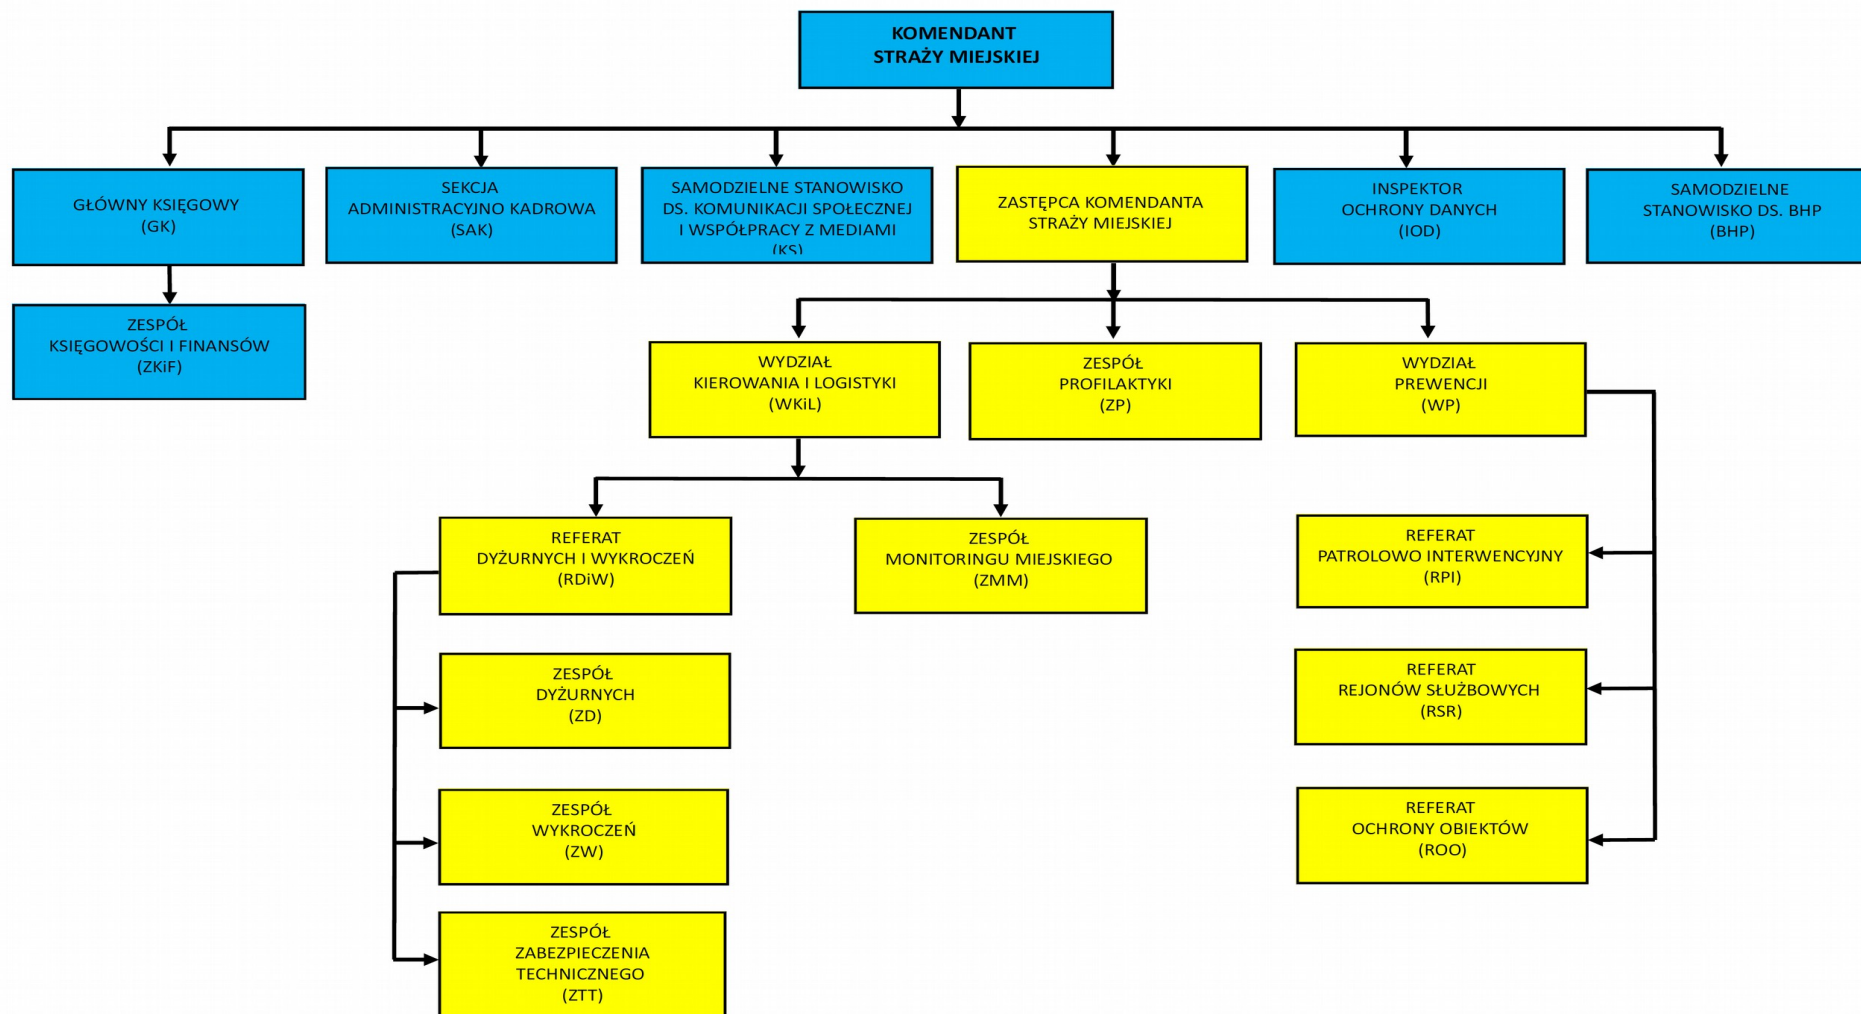 KOMENDANT
STRAŻY MIEJSKIEJ
GŁÓWNY KSIĘGOWY
(GK)
SEKCJA
ADMINISTRACYJNO KADROWA
(SAK)
SAMODZIELNE STANOWISKO
DS. KOMUNIKACJI SPOŁECZNEJ
I WSPÓŁPRACY Z MEDIAMI
(KS)
ZASTĘPCA KOMENDANTA
STRAŻY MIEJSKIEJ
INSPEKTOR
OCHRONY DANYCH
(IOD)
SAMODZIELNE
STANOWISKO DS. BHP
(BHP)
ZESPÓŁ
KSIĘGOWOŚCI I FINANSÓW
(ZKiF)
WYDZIAŁ
KIEROWANIA I LOGISTYKI
(WKiL)
ZESPÓŁ
PROFILAKTYKI
(ZP)
WYDZIAŁ
PREWENCJI
(WP)
REFERAT
DYŻURNYCH I WYKROCZEŃ
(RDiW)
ZESPÓŁ
MONITORINGU MIEJSKIEGO
(ZMM)
REFERAT
PATROLOWO INTERWENCYJNY
(RPI)
ZESPÓŁ
DYŻURNYCH
(ZD)
REFERAT
REJONÓW SŁUŻBOWYCH
(RSR)
ZESPÓŁ
WYKROCZEŃ
(ZW)
REFERAT
OCHRONY OBIEKTÓW
(ROO)
ZESPÓŁ
ZABEZPIECZENIA
TECHNICZNEGO
(ZTT)